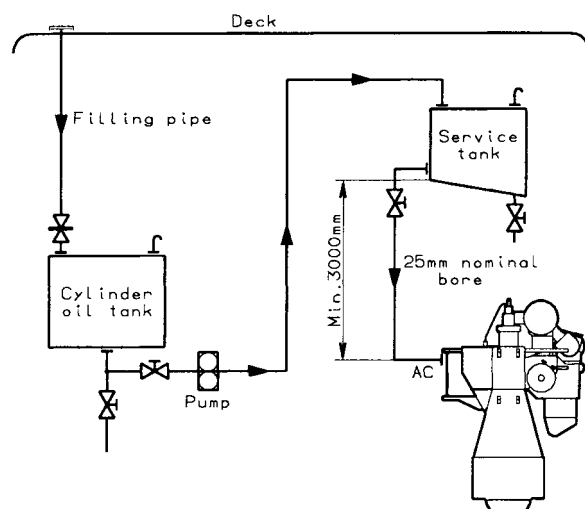 Deck
Filling pipe
Service
tank
Min.3000mm
25mm nominal
bore
Cylinder
oil tank
Pump
AC